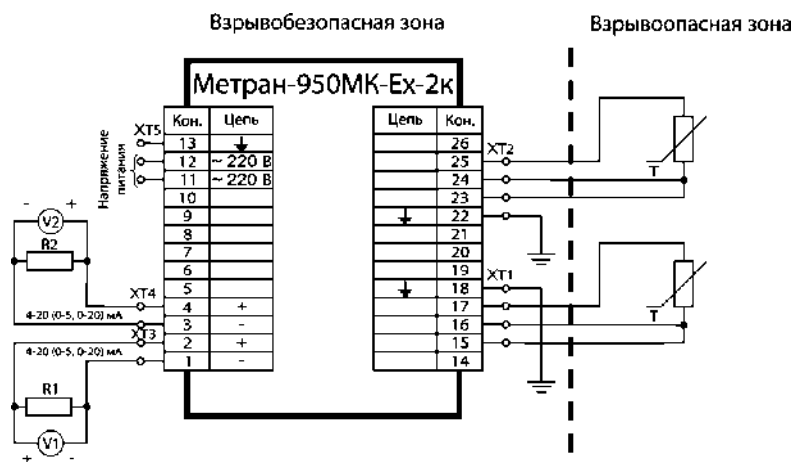 Взрывобезопасная зона
Взрывоопасная зона
Метран-950МК-Ех-2к
Кон. Цепь
13
12 ~ 220 В
11 ~ 220 В
10
9
8
7
6
5
4 +
3 -
2 +
1 -
Цепь Кон.
26
25
24
23
22
21
20
19
18
17
16
15
14
XT5
Напряжение
питания
- +
V2
R2
XT4
4-20 (0-5, 0-20) мА
XT3
4-20 (0-5, 0-20) мА
R1
V1
+ -
XT2
T
XT1
T